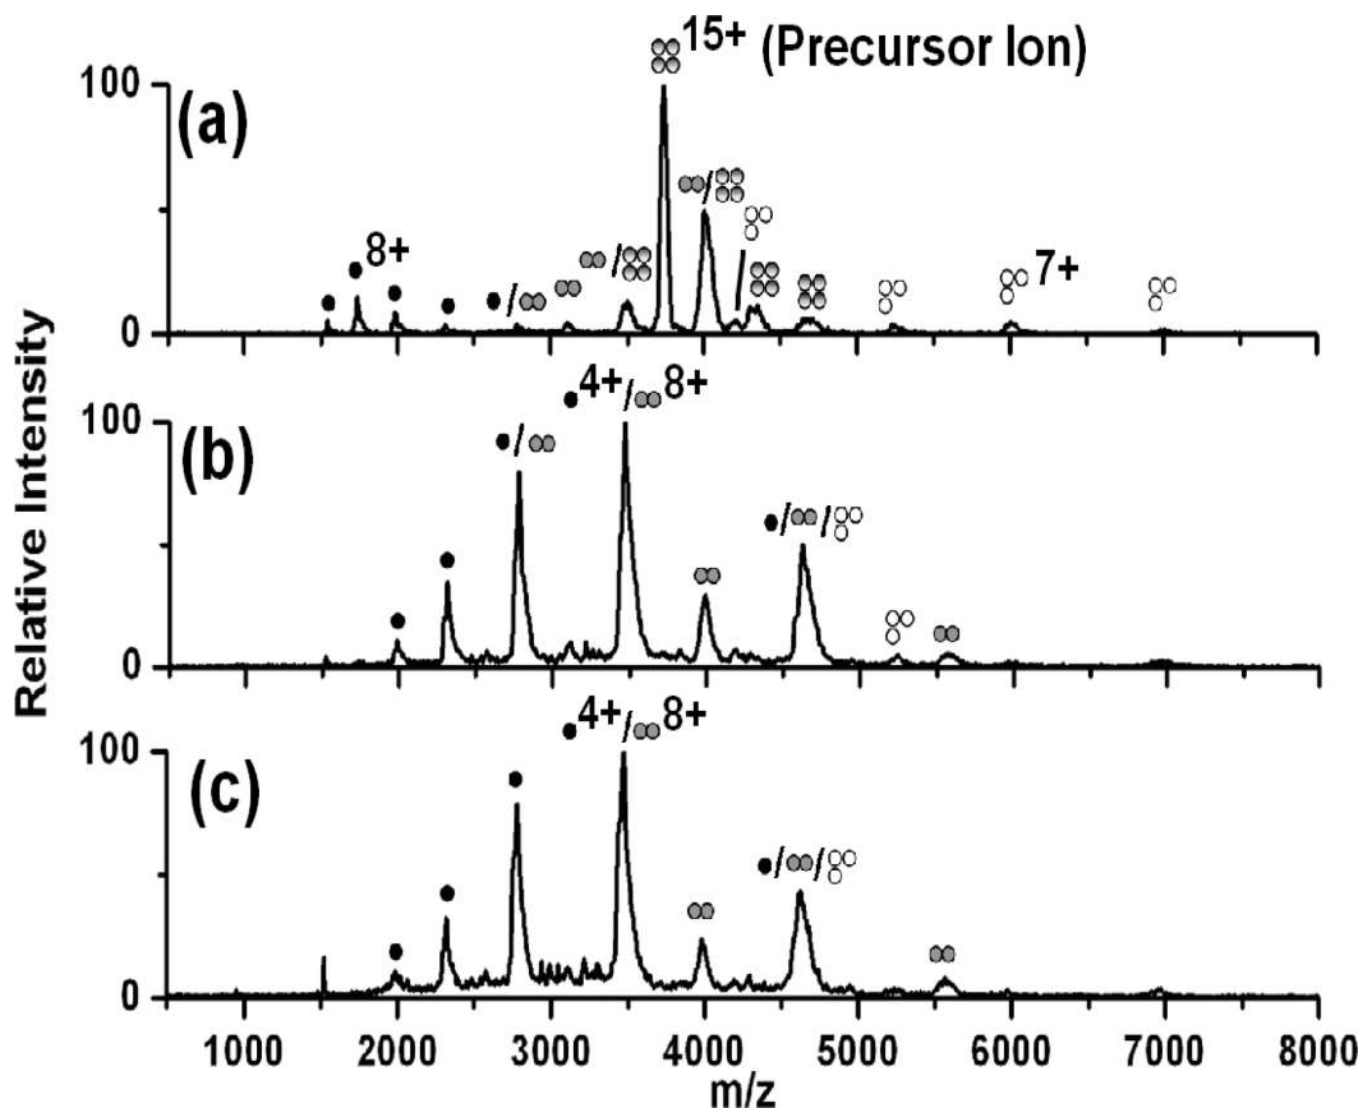 15+ (Precursor Ion)
100
(a)
/
8+
/
/
/
7+
0
4+/8+
100
(b)
/
/ /
0
4+/8+
100
(c)
/ /
0
1000 2000 3000 4000 5000 6000 7000 8000
m/z
Relative Intensity